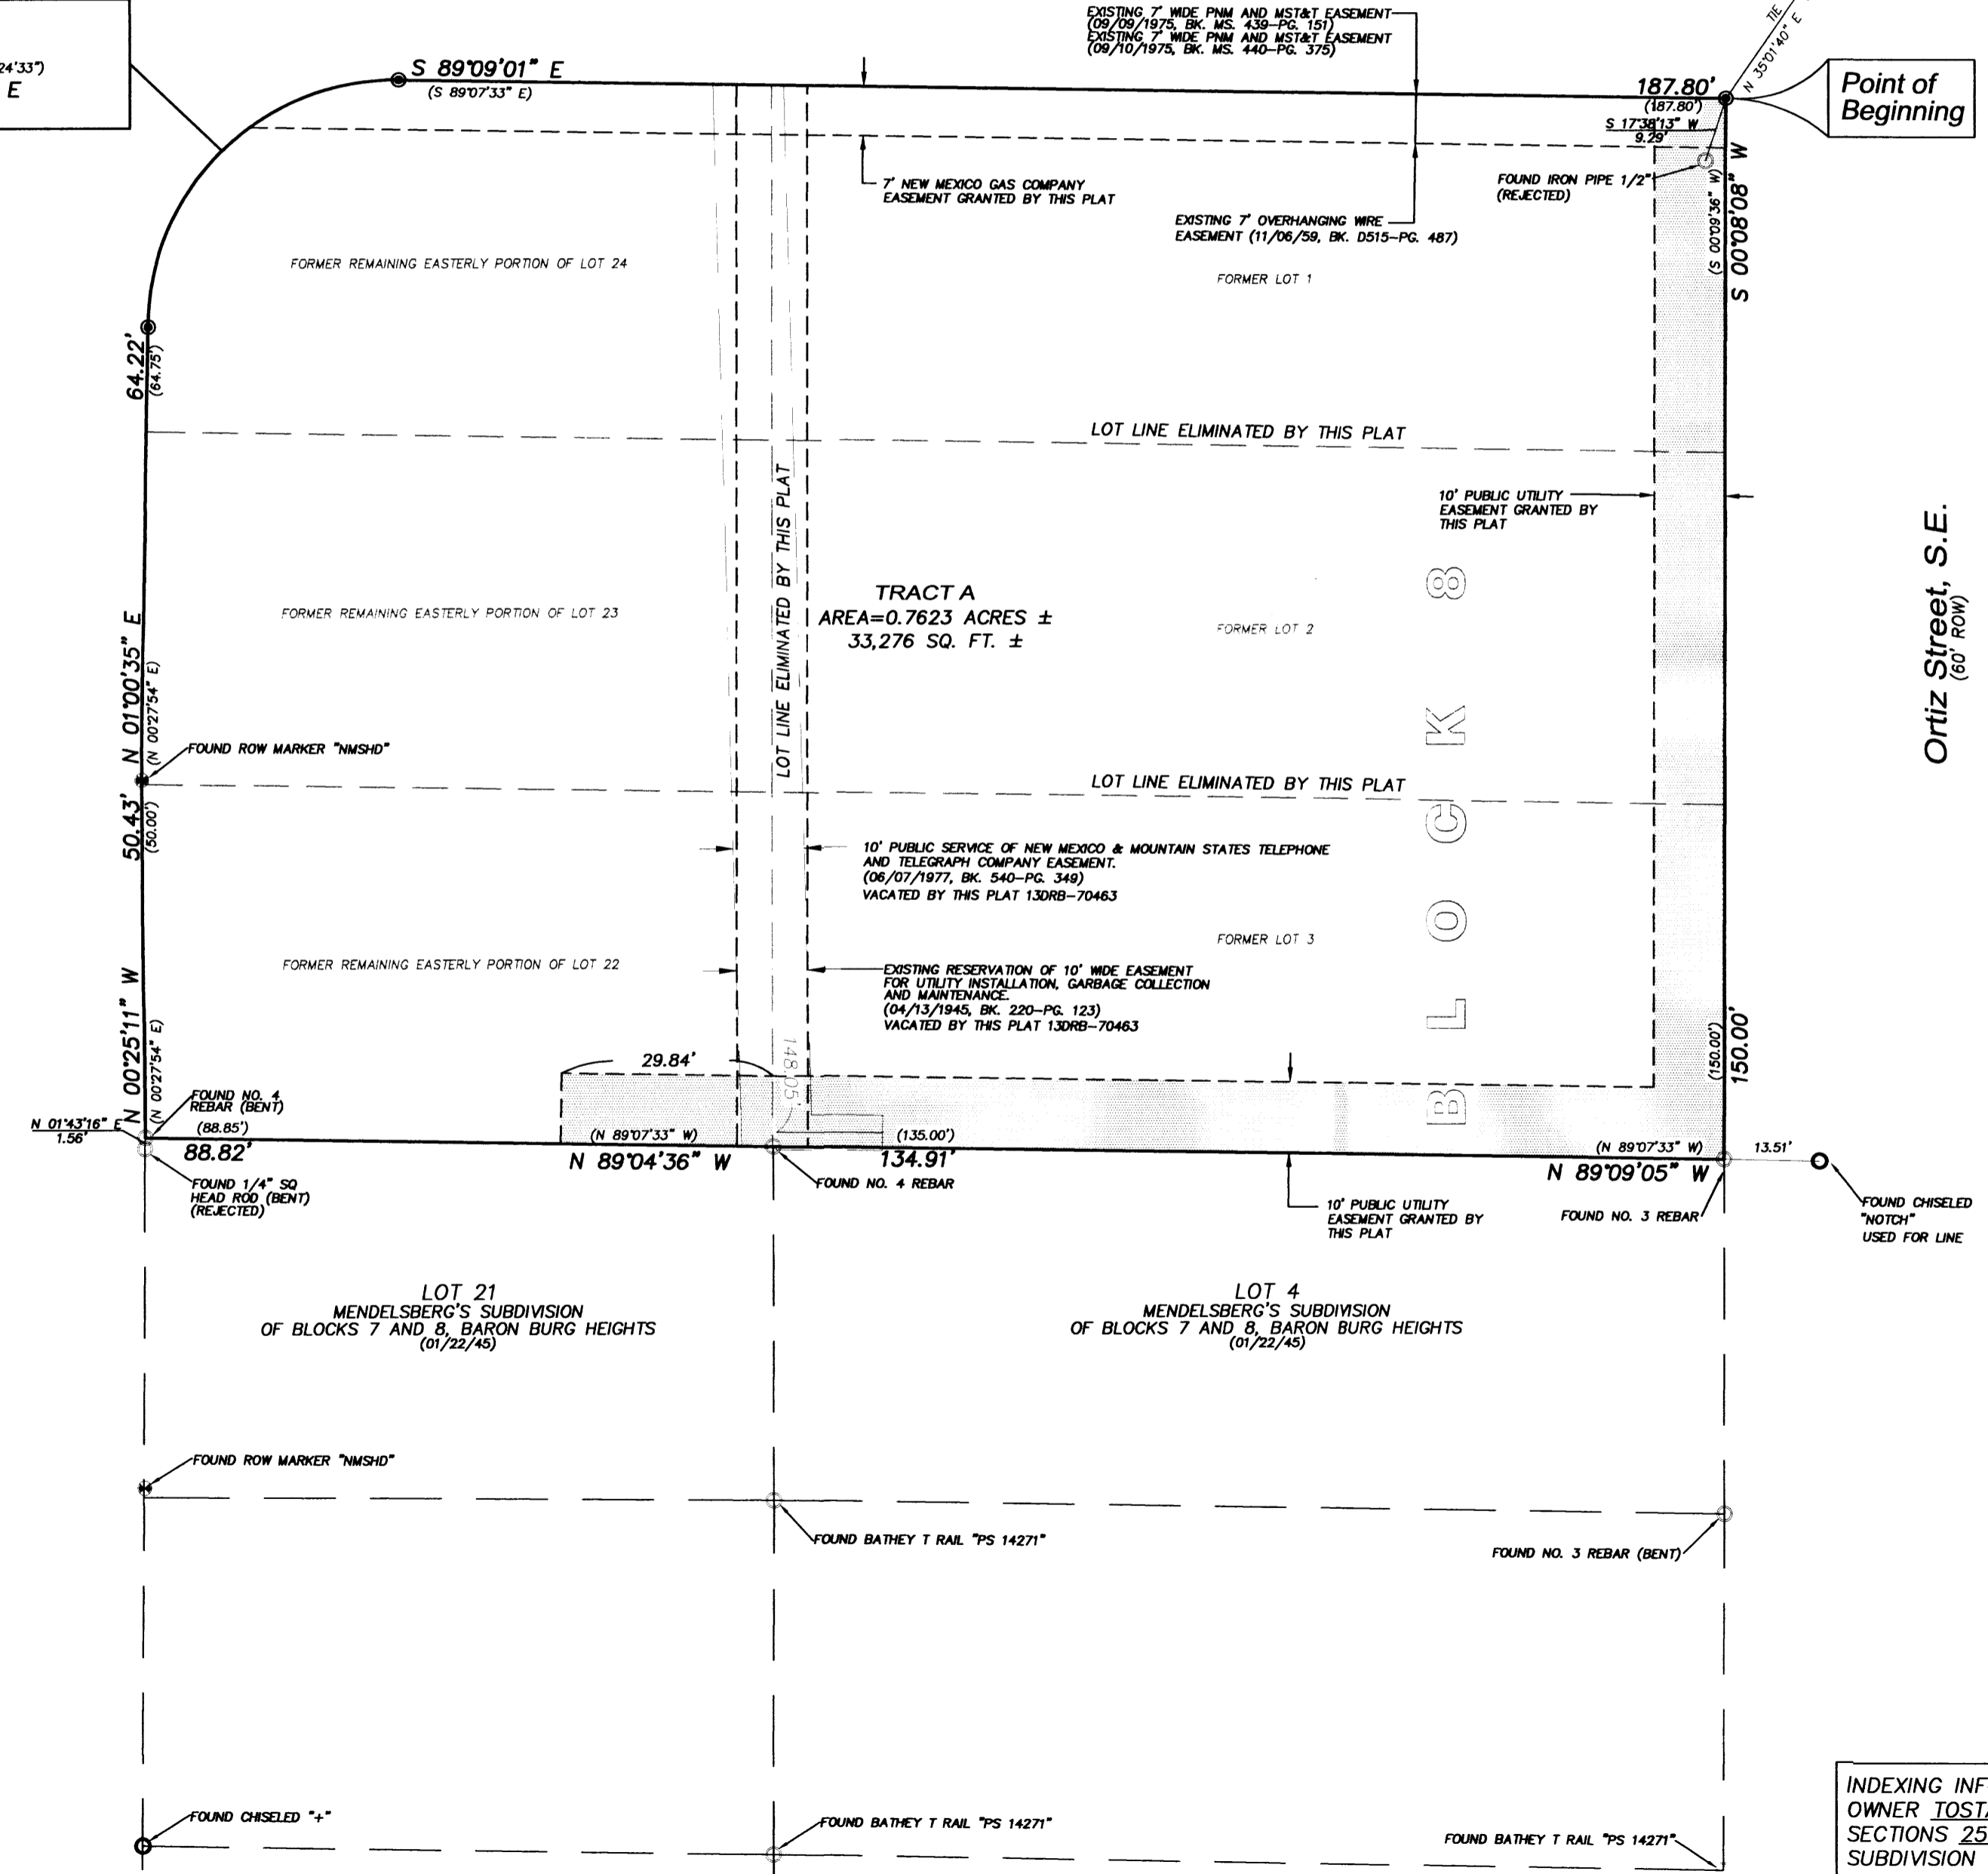 24'33")
E
EXISTING 7' WIDE PNM AND MST&T EASEMENT
(09/09/1975, BK. MS. 439-PG. 151)
EXISTING 7' WIDE PNM AND MST&T EASEMENT
(09/10/1975, BK. MS. 440-PG. 375)
TIE
N 35°01'40" E
Point of
Beginning
S 89°09'01" E
(S 89°07'33" E)
187.80'
(187.80')
S 17°38'13" W
9.29'
7' NEW MEXICO GAS COMPANY
EASEMENT GRANTED BY THIS PLAT
FOUND IRON PIPE 1/2"
(REJECTED)
EXISTING 7' OVERHANGING WIRE
EASEMENT (11/06/59, BK. D515-PG. 487)
(S 00°09'36" W)
S 00°08'08" W
FORMER REMAINING EASTERLY PORTION OF LOT 24
FORMER LOT 1
64.22'
(64.75')
LOT LINE ELIMINATED BY THIS PLAT
LOT LINE ELIMINATED BY THIS PLAT
10' PUBLIC UTILITY
EASEMENT GRANTED BY
THIS PLAT
Ortiz Street, S.E.
(60' ROW)
TRACT A
AREA=0.7623 ACRES ±
33,276 SQ. FT. ±
FORMER REMAINING EASTERLY PORTION OF LOT 23
FORMER LOT 2
BLOCK 8
N 01°00'35" E
(N 00°27'54" E)
FOUND ROW MARKER "NMSHD"
LOT LINE ELIMINATED BY THIS PLAT
50.43'
(50.00')
10' PUBLIC SERVICE OF NEW MEXICO & MOUNTAIN STATES TELEPHONE
AND TELEGRAPH COMPANY EASEMENT.
(06/07/1977, BK. 540-PG. 349)
VACATED BY THIS PLAT 13DRB-70463
FORMER REMAINING EASTERLY PORTION OF LOT 22
FORMER LOT 3
EXISTING RESERVATION OF 10' WIDE EASEMENT
FOR UTILITY INSTALLATION, GARBAGE COLLECTION
AND MAINTENANCE.
(04/13/1945, BK. 220-PG. 123)
VACATED BY THIS PLAT 13DRB-70463
N 00°25'11" W
(N 00°27'54" E)
29.84'
148.05'
(150.00')
150.00'
FOUND NO. 4
REBAR (BENT)
N 01°43'16" E
1.56'
(88.85')
88.82'
(N 89°07'33" W)
N 89°04'36" W
(135.00')
134.91'
(N 89°07'33" W)
N 89°09'05" W
13.51'
FOUND 1/4" SQ
HEAD ROD (BENT)
(REJECTED)
FOUND NO. 4 REBAR
10' PUBLIC UTILITY
EASEMENT GRANTED BY
THIS PLAT
FOUND NO. 3 REBAR
FOUND CHISELED
"NOTCH"
USED FOR LINE
LOT 21
MENDELSBERG'S SUBDIVISION
OF BLOCKS 7 AND 8, BARON BURG HEIGHTS
(01/22/45)
LOT 4
MENDELSBERG'S SUBDIVISION
OF BLOCKS 7 AND 8, BARON BURG HEIGHTS
(01/22/45)
FOUND ROW MARKER "NMSHD"
FOUND BATHEY T RAIL "PS 14271"
FOUND NO. 3 REBAR (BENT)
FOUND CHISELED "+"
FOUND BATHEY T RAIL "PS 14271"
FOUND BATHEY T RAIL "PS 14271"
INDEXING INF
OWNER TOST
SECTIONS 25
SUBDIVISION